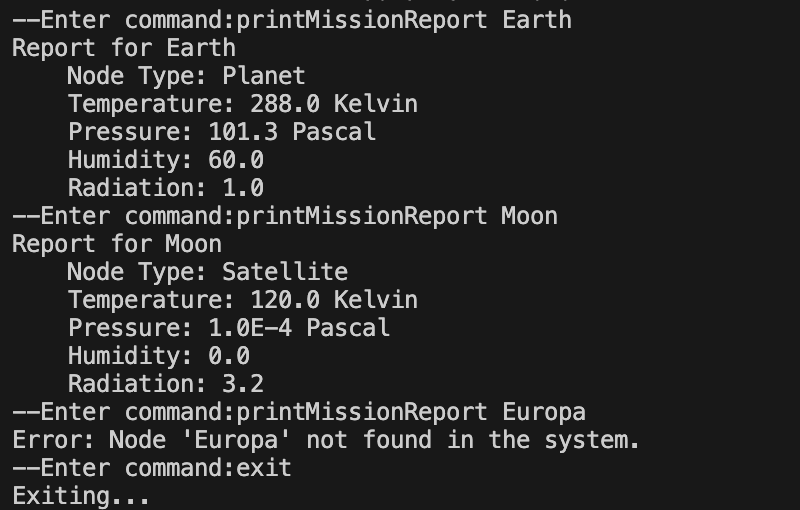 --Enter command:printMissionReport Earth
Report for Earth
    Node Type: Planet
    Temperature: 288.0 Kelvin
    Pressure: 101.3 Pascal
    Humidity: 60.0
    Radiation: 1.0
--Enter command:printMissionReport Moon
Report for Moon
    Node Type: Satellite
    Temperature: 120.0 Kelvin
    Pressure: 1.0E-4 Pascal
    Humidity: 0.0
    Radiation: 3.2
--Enter command:printMissionReport Europa
Error: Node 'Europa' not found in the system.
--Enter command:exit
Exiting...